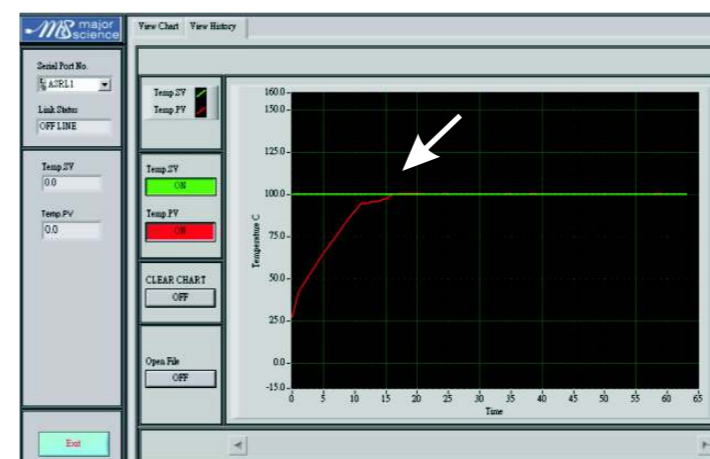 MS major science
View Chart View History
Serial Port No.
ASRL1
Link Status
OFF LINE
Temp.SV
0.0
Temp.PV
0.0
Exit
Temp.SV
Temp.PV
Temp.SV
ON
Temp.PV
ON
CLEAR CHART
OFF
Open File
OFF
Temperature C
160.0
150.0
125.0
100.0
75.0
50.0
25.0
0.0
-15.0
0 5 10 15 20 25 30 35 40 45 50 55 60 65
Time